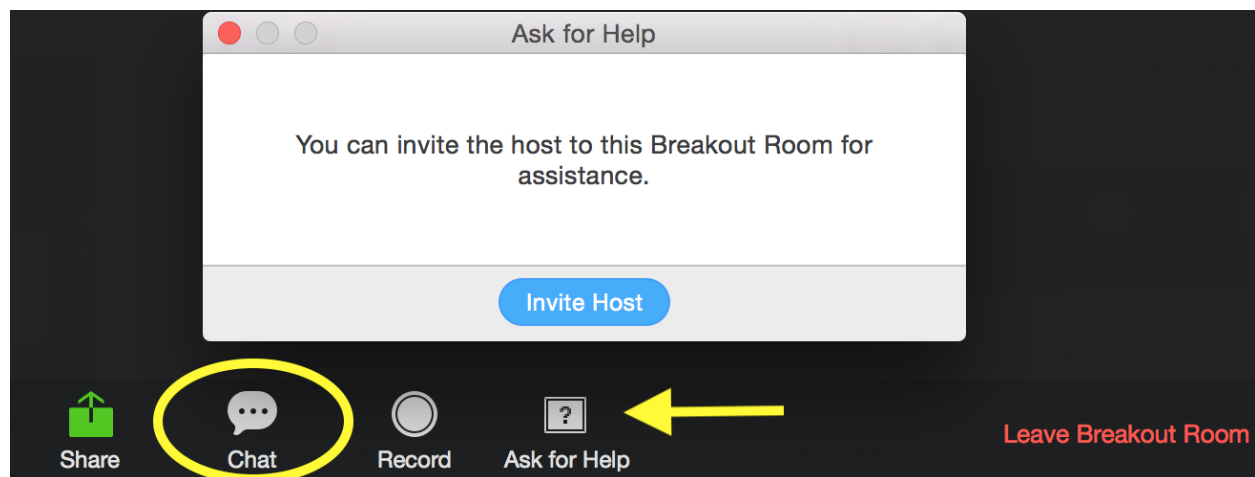 Ask for Help
You can invite the host to this Breakout Room for
assistance.
Invite Host
?
Share
Chat
Record
Ask for Help
Leave Breakout Room